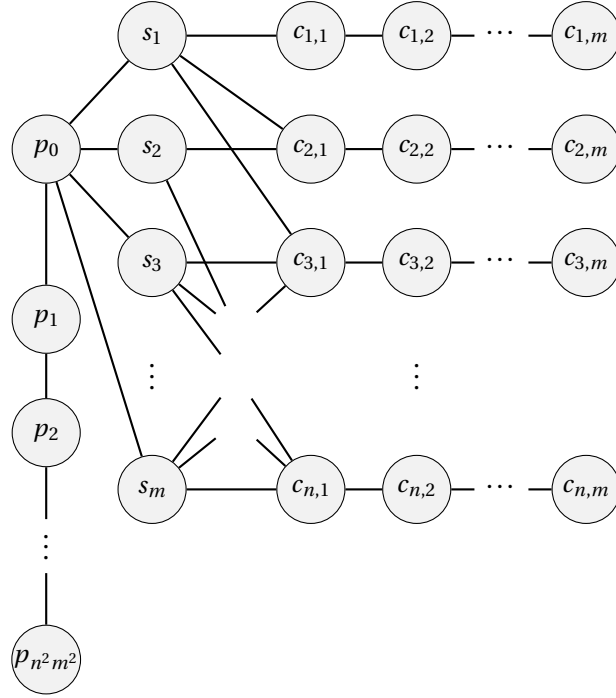 s₁ c₁,₁ c₁,₂ ··· c₁,ₘ
p₀ s₂ c₂,₁ c₂,₂ ··· c₂,ₘ
s₃ c₃,₁ c₃,₂ ··· c₃,ₘ
p₁
⋮ ⋮
p₂
sₘ cₙ,₁ cₙ,₂ ··· cₙ,ₘ
⋮
pₙ²ₘ²